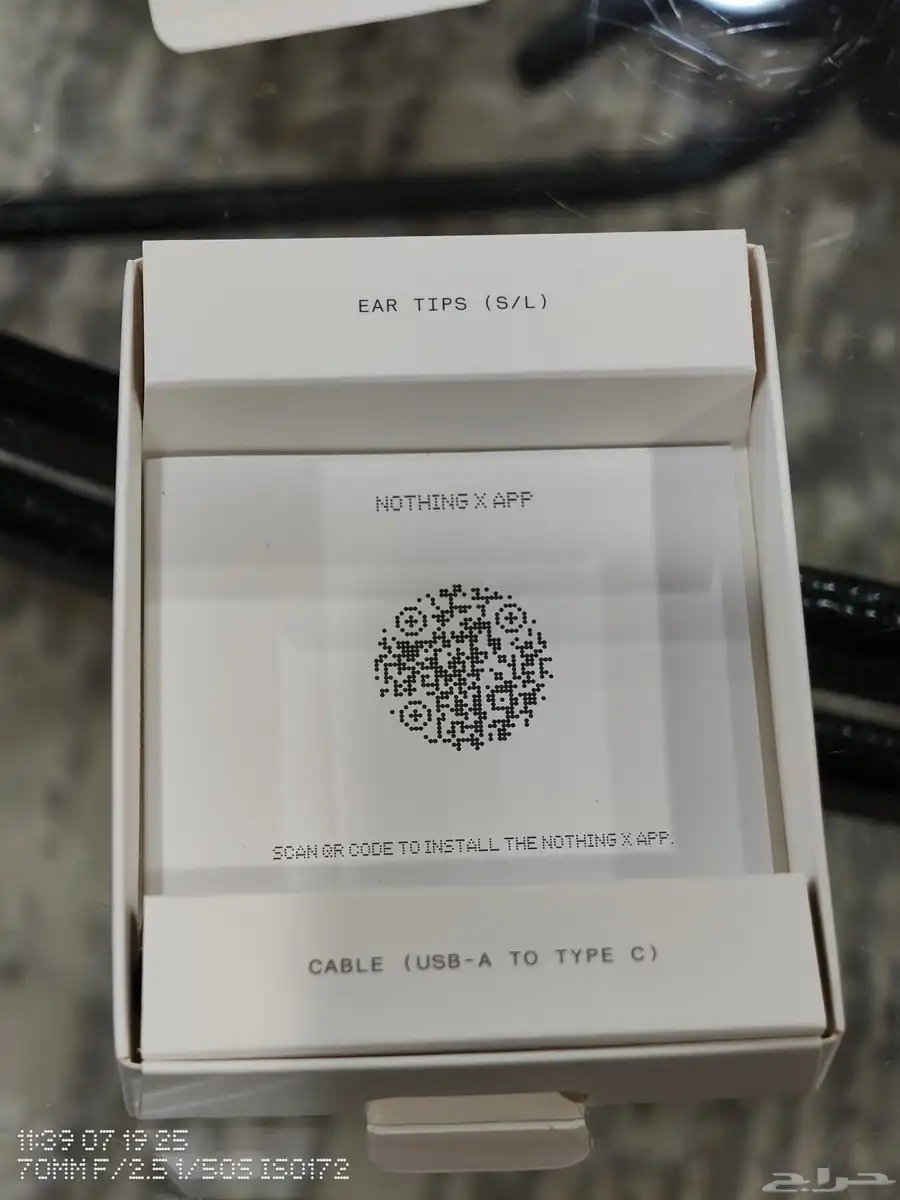 EAR TIPS (S/L)
NOTHING X APP
SCAN QR CODE TO INSTALL THE NOTHING X APP.
CABLE (USB-A TO TYPE C)
11:39 07 19 25
70MM F/2.5 1/50S ISO172
حراج